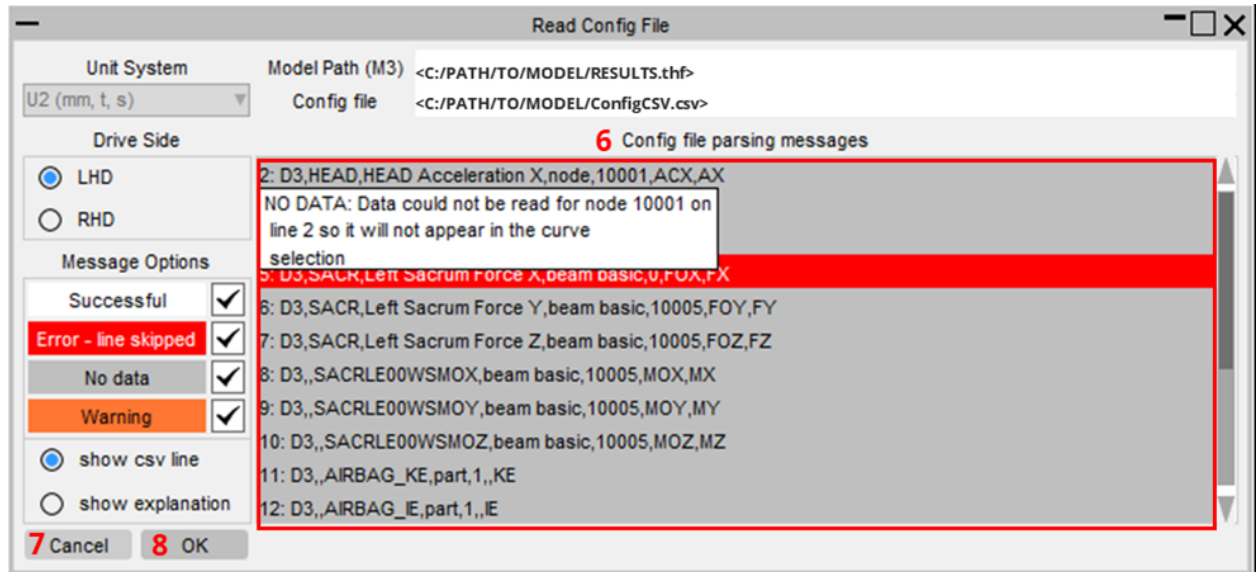 Read Config File
Unit System
Model Path (M3) <C:/PATH/TO/MODEL/RESULTS.thf>
U2 (mm, t, s)
Config file <C:/PATH/TO/MODEL/ConfigCSV.csv>
Drive Side
6 Config file parsing messages
LHD
RHD
Message Options
Successful
Error - line skipped
No data
Warning
show csv line
show explanation
7 Cancel
8 OK
2: D3,HEAD,HEAD Acceleration X,node,10001,ACX,AX
NO DATA: Data could not be read for node 10001 on
line 2 so it will not appear in the curve
selection
5: D3,SACR,Left Sacrum Force X,beam basic,0,FOX,FX
6: D3,SACR,Left Sacrum Force Y,beam basic,10005,FOY,FY
7: D3,SACR,Left Sacrum Force Z,beam basic,10005,FOZ,FZ
8: D3,,SACRLE00WSMOX,beam basic,10005,MOX,MX
9: D3,,SACRLE00WSMOY,beam basic,10005,MOY,MY
10: D3,,SACRLE00WSMOZ,beam basic,10005,MOZ,MZ
11: D3,,AIRBAG_KE,part,1,,KE
12: D3,,AIRBAG_IE,part,1,,IE